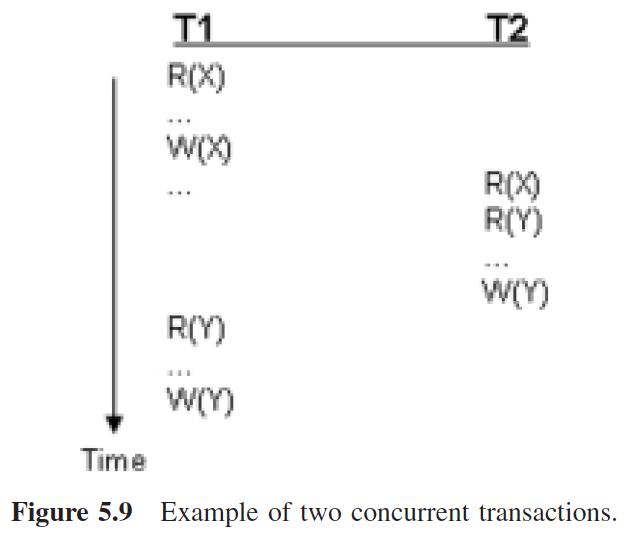 T1 T2
R(X)
...
W(X)
... R(X)
R(Y)
...
W(Y)
R(Y)
...
W(Y)
Time
Figure 5.9 Example of two concurrent transactions.